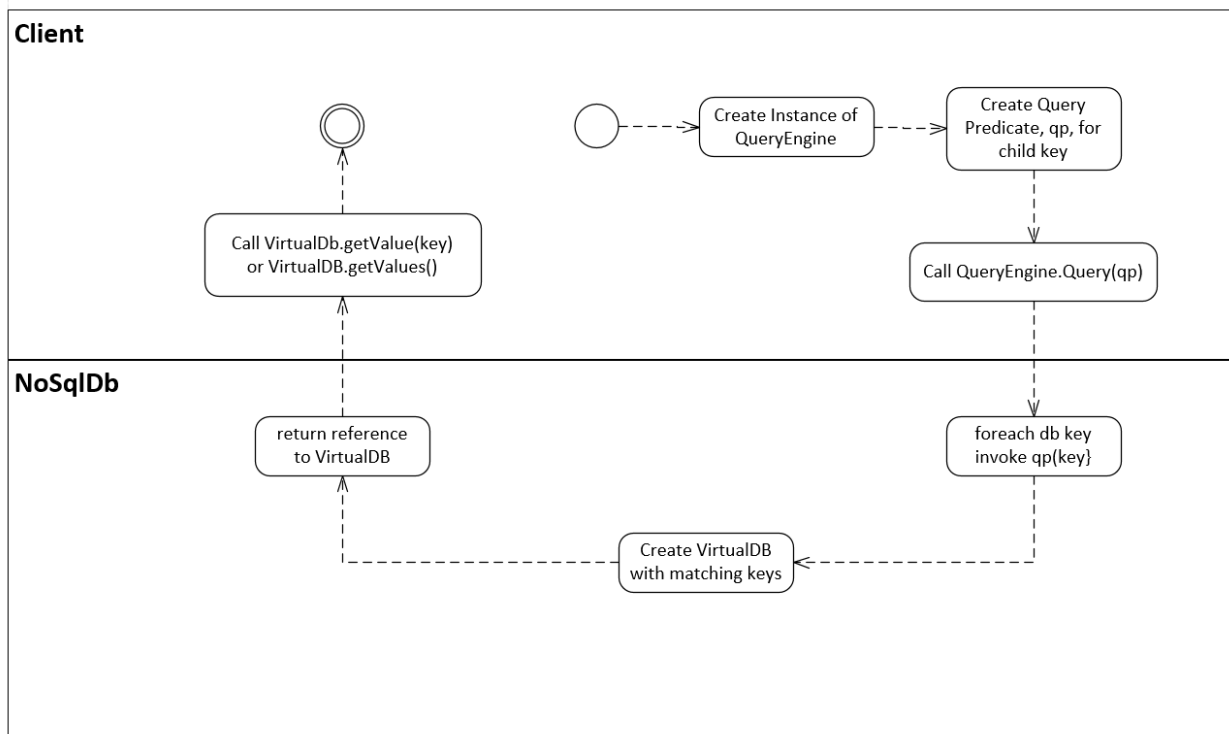 Client
Create Instance of
QueryEngine
Create Query
Predicate, qp, for
child key
Call VirtualDb.getValue(key)
or VirtualDB.getValues()
Call QueryEngine.Query(qp)
NoSqlDb
return reference
to VirtualDB
foreach db key
invoke qp(key}
Create VirtualDB
with matching keys